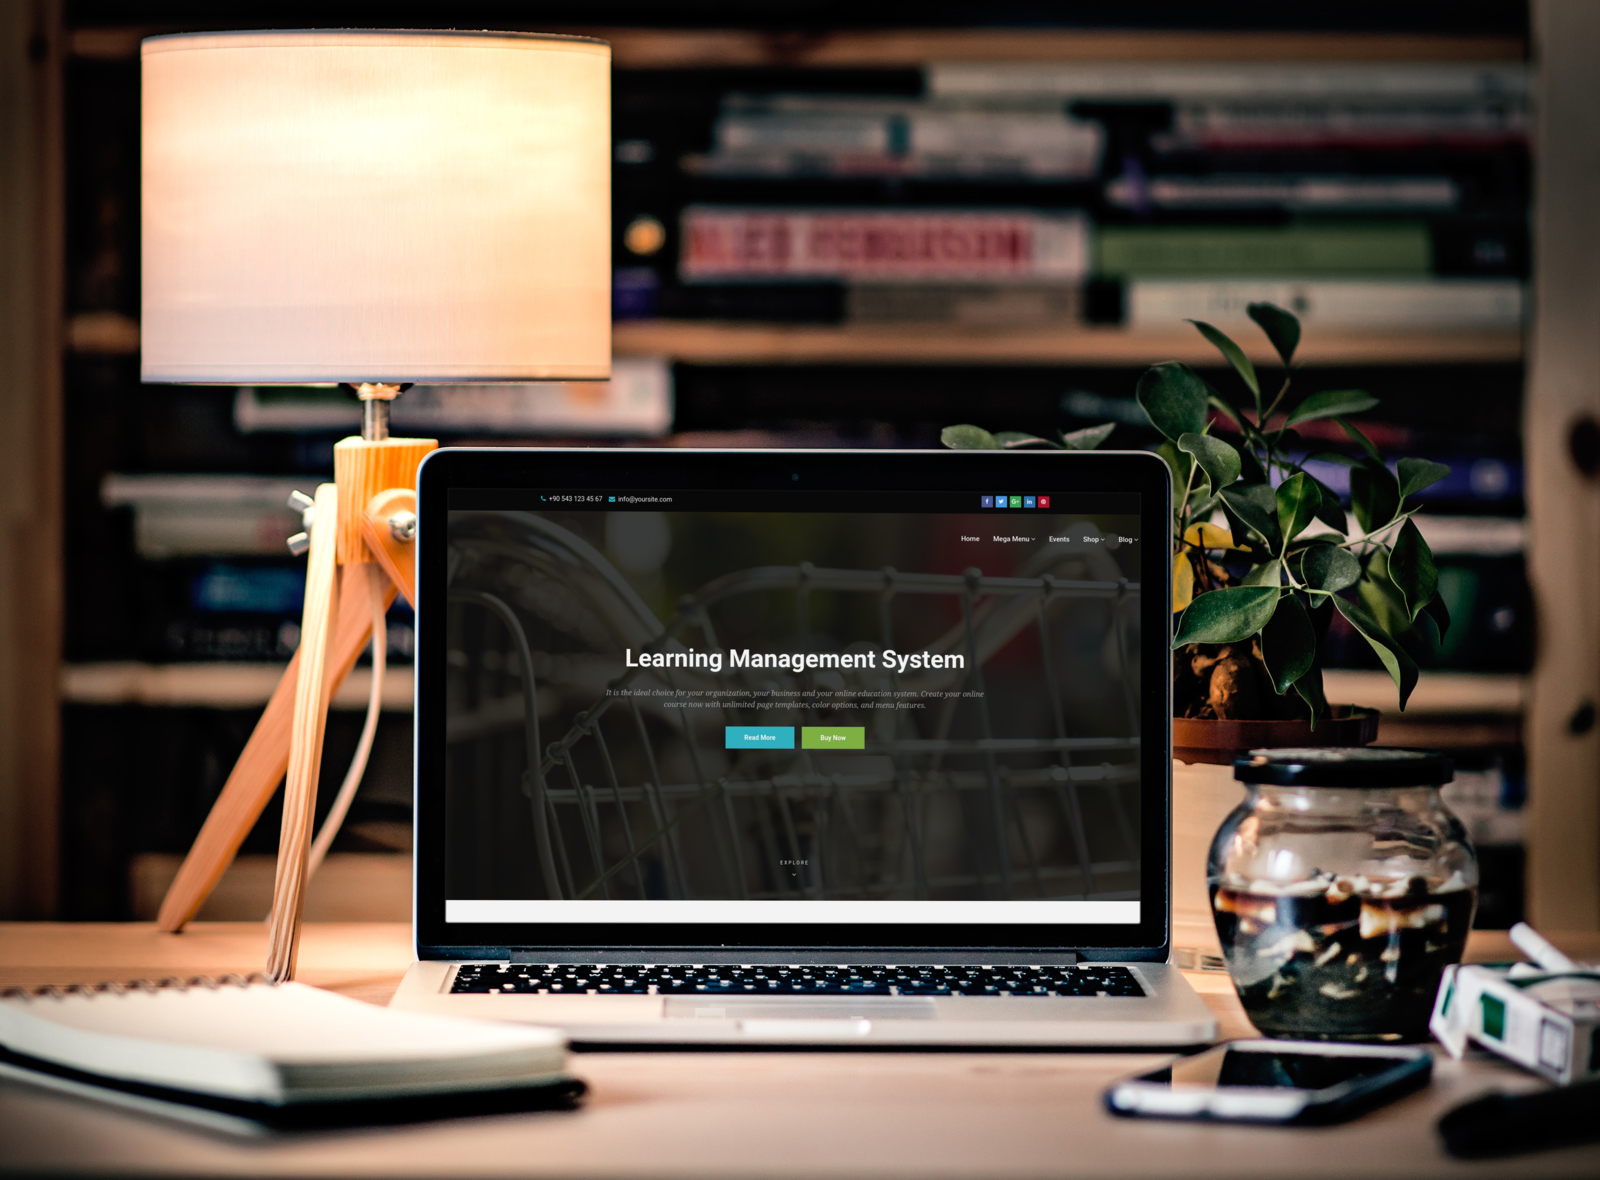 ALEX FERGUSON
+90 543 123 45 67 info@yoursite.com
f G+ in
Home Mega Menu Events Shop Blog
Learning Management System
It is the ideal choice for your organization, your business and your online education system. Create your online
course now with unlimited page templates, color options, and menu features.
Read More Buy Now
EXPLORE